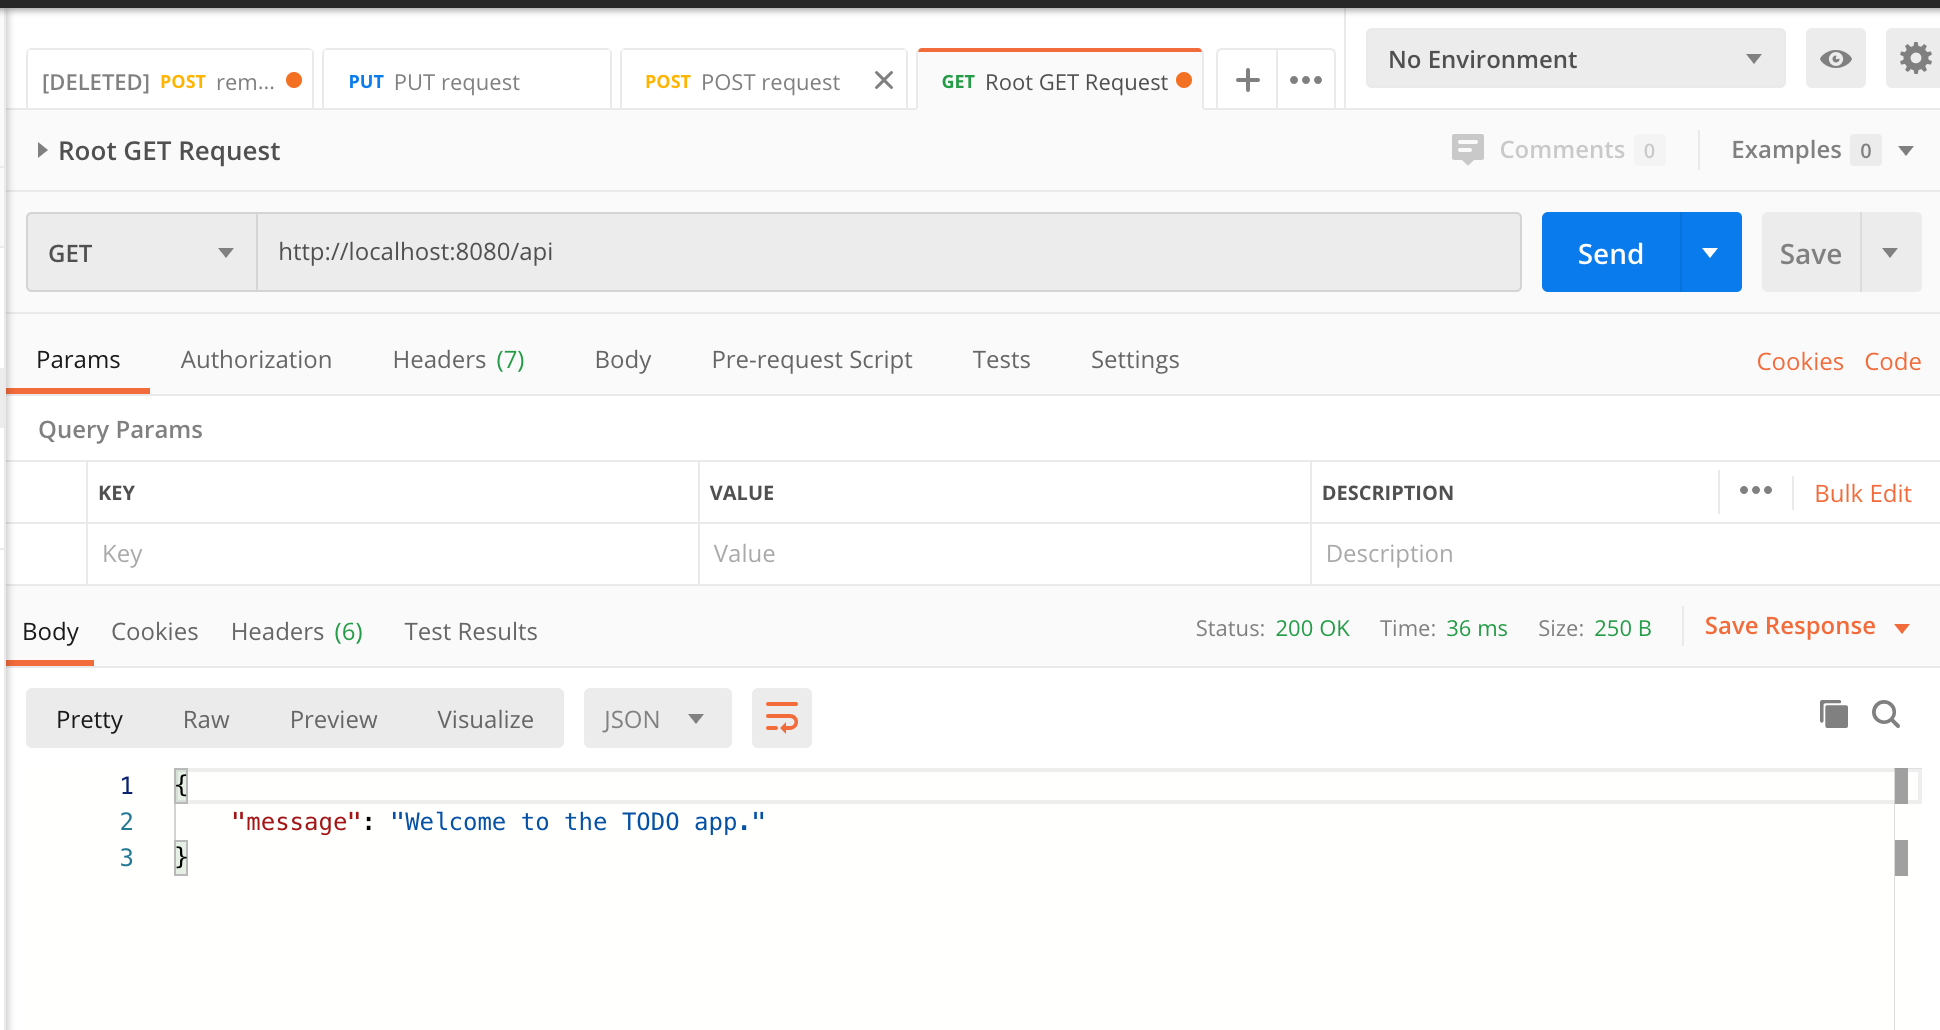 [DELETED] POST rem... PUT PUT request POST POST request GET Root GET Request No Environment
Root GET Request Comments 0 Examples 0
GET http://localhost:8080/api Send Save
Params Authorization Headers (7) Body Pre-request Script Tests Settings Cookies Code
Query Params
KEY VALUE DESCRIPTION Bulk Edit
Key Value Description
Body Cookies Headers (6) Test Results Status: 200 OK Time: 36 ms Size: 250 B Save Response
Pretty Raw Preview Visualize JSON
1 {
2 "message": "Welcome to the TODO app."
3 }